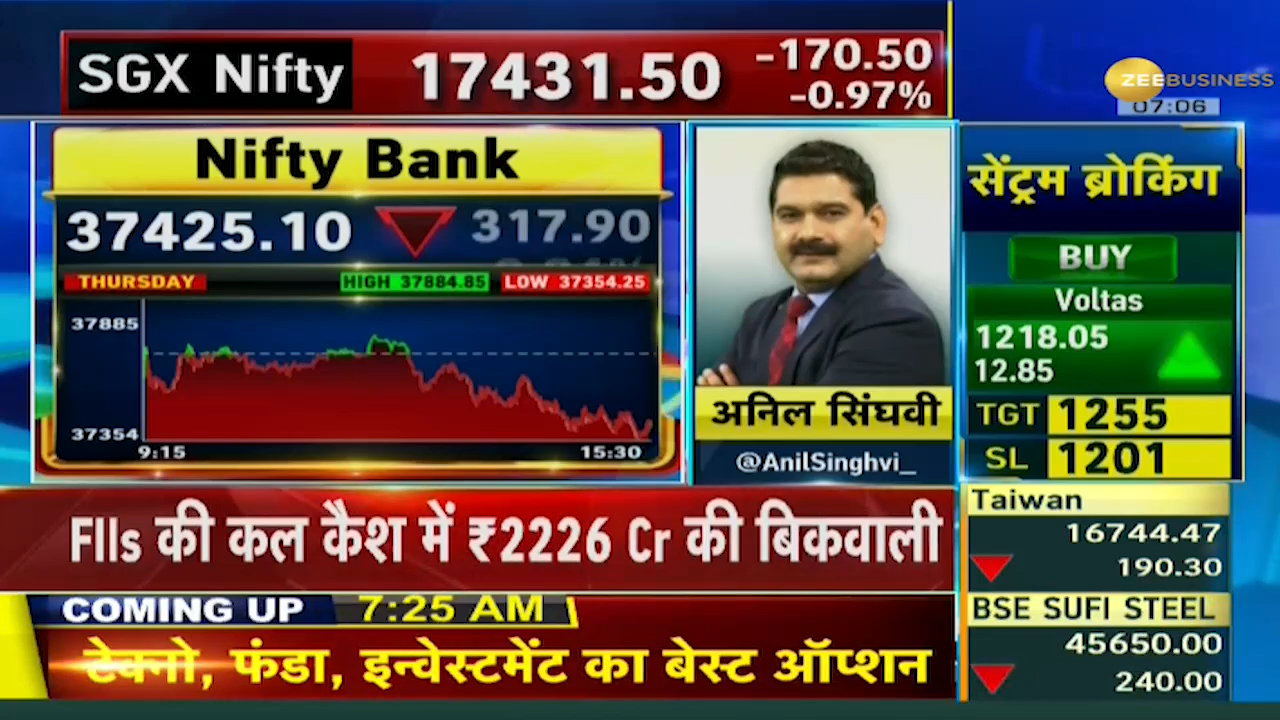 SGX Nifty 17431.50 -170.50
-0.97%
ZEEBUSINESS
07:06
Nifty Bank
37425.10 317.90
THURSDAY HIGH 37884.85 LOW 37354.25
37885
37354
9:15 15:30
अनिल सिंघवी
@AnilSinghvi_
सेंट्रम ब्रोकिंग
BUY
Voltas
1218.05
12.85
TGT 1255
SL 1201
FIIs की कल कैश में ₹2226 Cr की बिकवाली
Taiwan
16744.47
190.30
BSE SUFI STEEL
45650.00
240.00
COMING UP 7:25 AM
टेक्नो, फंडा, इन्वेस्टमेंट का बेस्ट ऑप्शन